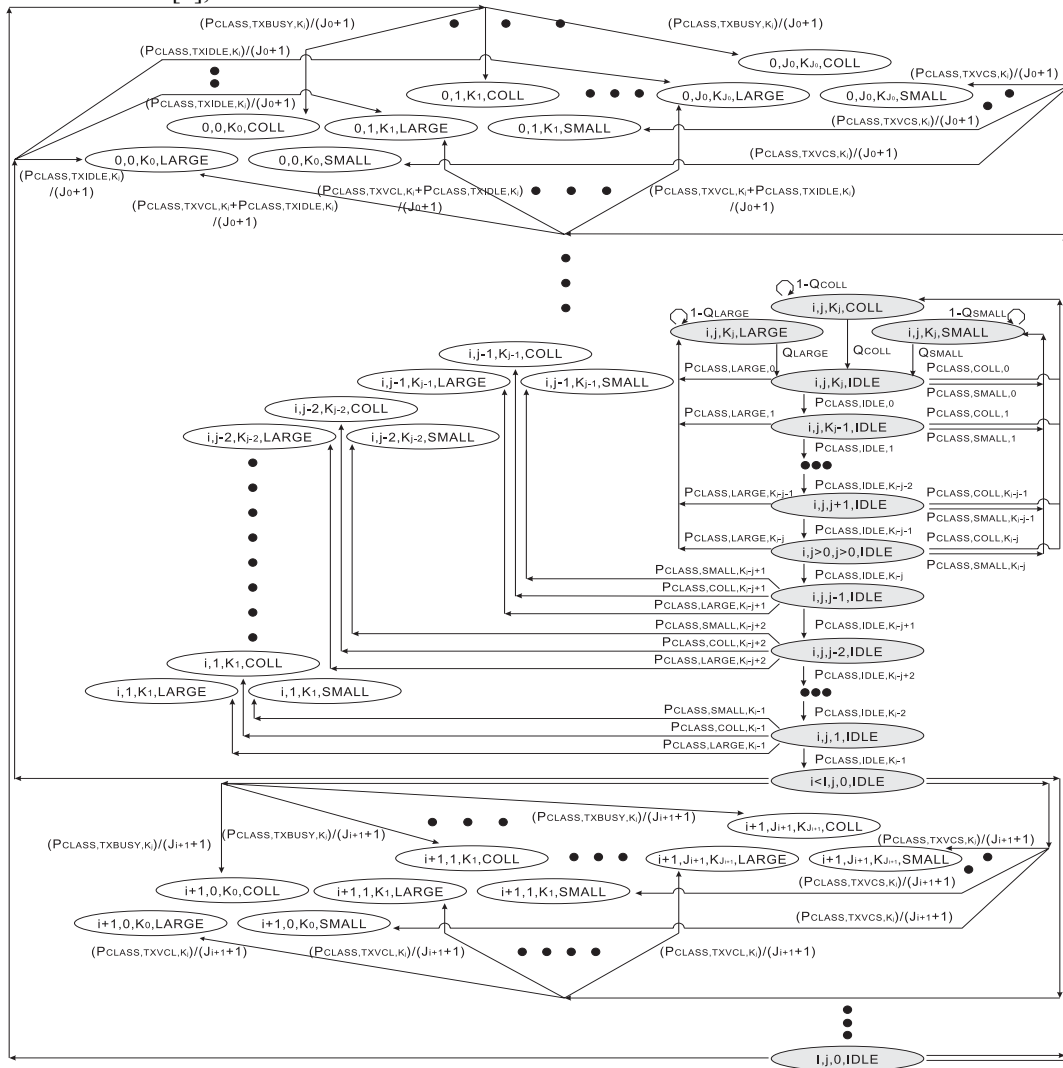 (PCLASS,TXBUSY,Ki)/(J0+1)
(PCLASS,TXBUSY,Ki)/(J0+1)
(PCLASS,TXIDLE,Ki)/(J0+1)
0,J0,KJ0,COLL
(PCLASS,TXVCS,Ki)/(J0+1)
0,1,K1,COLL
0,J0,KJ0,LARGE
0,J0,KJ0,SMALL
(PCLASS,TXIDLE,Ki)/(J0+1)
0,0,K0,COLL
0,1,K1,LARGE
0,1,K1,SMALL
(PCLASS,TXVCS,Ki)/(J0+1)
0,0,K0,LARGE
0,0,K0,SMALL
(PCLASS,TXVCS,Ki)/(J0+1)
(PCLASS,TXIDLE,Ki)
/(J0+1)
(PCLASS,TXVCL,Ki+PCLASS,TXIDLE,Ki)
/(J0+1)
(PCLASS,TXVCL,Ki+PCLASS,TXIDLE,Ki)
/(J0+1)
(PCLASS,TXVCL,Ki+PCLASS,TXIDLE,Ki)
/(J0+1)
1-QCOLL
i,j,Kj,COLL
1-QLARGE
1-QSMALL
i,j,Kj,LARGE
i,j,Kj,SMALL
QLARGE
QCOLL
QSMALL
i,j-1,Kj-1,COLL
i,j-1,Kj-1,LARGE
i,j-1,Kj-1,SMALL
PCLASS,LARGE,0
i,j,Kj,IDLE
PCLASS,COLL,0
PCLASS,SMALL,0
PCLASS,IDLE,0
i,j-2,Kj-2,COLL
i,j-2,Kj-2,LARGE
i,j-2,Kj-2,SMALL
PCLASS,LARGE,1
i,j,Kj-1,IDLE
PCLASS,COLL,1
PCLASS,SMALL,1
PCLASS,IDLE,1
PCLASS,IDLE,Ki-j-2
PCLASS,LARGE,Ki-j-1
i,j,j+1,IDLE
PCLASS,COLL,Ki-j-1
PCLASS,SMALL,Ki-j-1
PCLASS,IDLE,Ki-j-1
PCLASS,LARGE,Ki-j
i,j>0,j>0,IDLE
PCLASS,COLL,Ki-j
PCLASS,SMALL,Ki-j
PCLASS,IDLE,Ki-j
PCLASS,SMALL,Ki-j+1
PCLASS,COLL,Ki-j+1
PCLASS,LARGE,Ki-j+1
i,j,j-1,IDLE
PCLASS,IDLE,Ki-j+1
PCLASS,SMALL,Ki-j+2
PCLASS,COLL,Ki-j+2
PCLASS,LARGE,Ki-j+2
i,j,j-2,IDLE
PCLASS,IDLE,Ki-j+2
i,1,K1,COLL
i,1,K1,LARGE
i,1,K1,SMALL
PCLASS,IDLE,Ki-2
PCLASS,SMALL,Ki-1
PCLASS,COLL,Ki-1
PCLASS,LARGE,Ki-1
i,j,1,IDLE
PCLASS,IDLE,Ki-1
i<I,j,0,IDLE
(PCLASS,TXBUSY,Ki)/(Ji+1+1)
(PCLASS,TXBUSY,Ki)/(Ji+1+1)
(PCLASS,TXBUSY,Ki)/(Ji+1+1)
i+1,Ji+1,KJi+1,COLL
(PCLASS,TXVCS,Ki)/(Ji+1+1)
i+1,1,K1,COLL
i+1,Ji+1,KJi+1,LARGE
i+1,Ji+1,KJi+1,SMALL
i+1,0,K0,COLL
i+1,1,K1,LARGE
i+1,1,K1,SMALL
(PCLASS,TXVCS,Ki)/(Ji+1+1)
i+1,0,K0,LARGE
i+1,0,K0,SMALL
(PCLASS,TXVCS,Ki)/(Ji+1+1)
(PCLASS,TXVCL,Ki)/(Ji+1+1)
(PCLASS,TXVCL,Ki)/(Ji+1+1)
(PCLASS,TXVCL,Ki)/(Ji+1+1)
I,j,0,IDLE